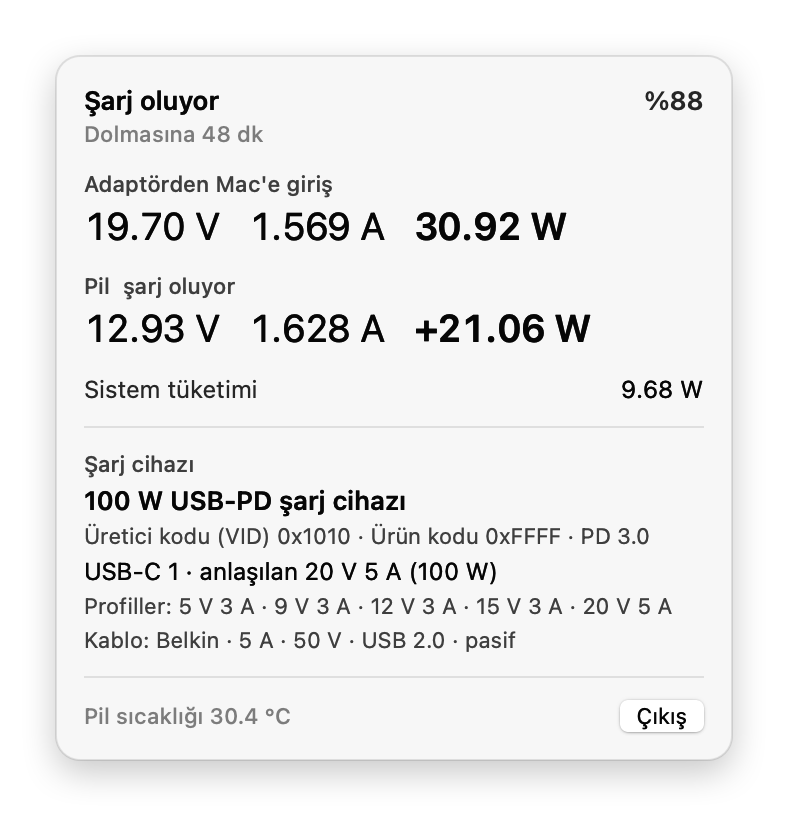 Şarj oluyor %88
Dolmasına 48 dk
Adaptörden Mac'e giriş
19.70 V 1.569 A 30.92 W
Pil şarj oluyor
12.93 V 1.628 A +21.06 W
Sistem tüketimi 9.68 W
Şarj cihazı
100 W USB-PD şarj cihazı
Üretici kodu (VID) 0x1010 · Ürün kodu 0xFFFF · PD 3.0
USB-C 1 · anlaşılan 20 V 5 A (100 W)
Profiller: 5 V 3 A · 9 V 3 A · 12 V 3 A · 15 V 3 A · 20 V 5 A
Kablo: Belkin · 5 A · 50 V · USB 2.0 · pasif
Pil sıcaklığı 30.4 °C Çıkış